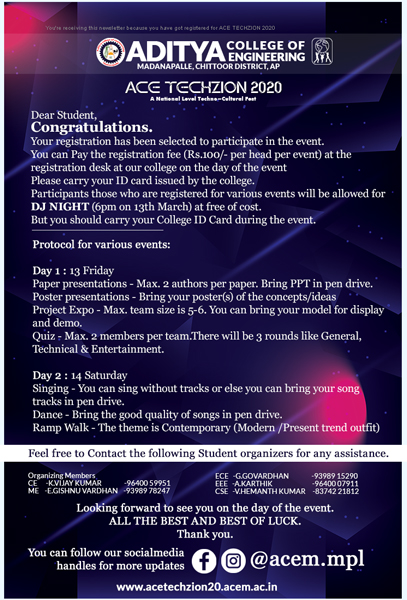 You're receiving this newsletter because you have got registered for ACE TECHZION 2020
ADITYA COLLEGE OF ENGINEERING
MADANAPALLE, CHITTOOR DISTRICT, AP
ACE TECHZION 2020
A National Level Techno-Cultural Fest
Dear Student,
Congratulations.
Your registration has been selected to participate in the event.
You can Pay the registration fee (Rs.100/- per head per event) at the
registration desk at our college on the day of the event
Please carry your ID card issued by the college.
Participants those who are registered for various events will be allowed for
DJ NIGHT (6pm on 13th March) at free of cost.
But you should carry your College ID Card during the event.
Protocol for various events:
Day 1 : 13 Friday
Paper presentations - Max. 2 authors per paper. Bring PPT in pen drive.
Poster presentations - Bring your poster(s) of the concepts/ideas
Project Expo - Max. team size is 5-6. You can bring your model for display
and demo.
Quiz - Max. 2 members per team.There will be 3 rounds like General,
Technical & Entertainment.
Day 2 : 14 Saturday
Singing - You can sing without tracks or else you can bring your song
tracks in pen drive.
Dance - Bring the good quality of songs in pen drive.
Ramp Walk - The theme is Contemporary (Modern /Present trend outfit)
Feel free to Contact the following Student organizers for any assistance.
Organizing Members
CE -K.VIJAY KUMAR -96400 59951
ME -E.GISHNU VARDHAN -93989 78247
ECE -G.GOVARDHAN -93989 15290
EEE -A.KARTHIK -96400 07911
CSE -V.HEMANTH KUMAR -83742 21812
Looking forward to see you on the day of the event.
ALL THE BEST AND BEST OF LUCK.
Thank you.
You can follow our socialmedia
handles for more updates
@acem.mpl
www.acetechzion20.acem.ac.in